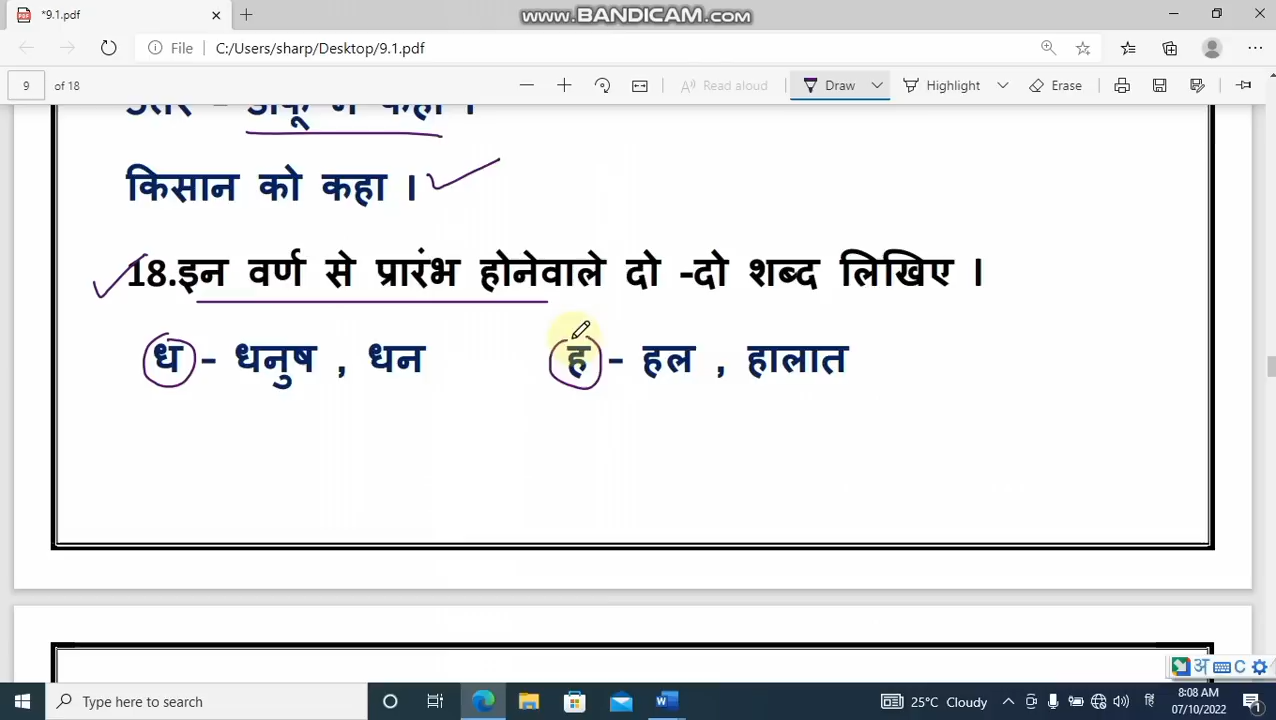 www.BANDICAM.com
*9.1.pdf
File C:/Users/sharp/Desktop/9.1.pdf
9 of 18 Read aloud Draw Highlight Erase
किसान को कहा ।
18.इन वर्ण से प्रारंभ होनेवाले दो -दो शब्द लिखिए ।
ध - धनुष , धन ह - हल , हालात
Type here to search
25°C Cloudy
8:08 AM
07/10/2022